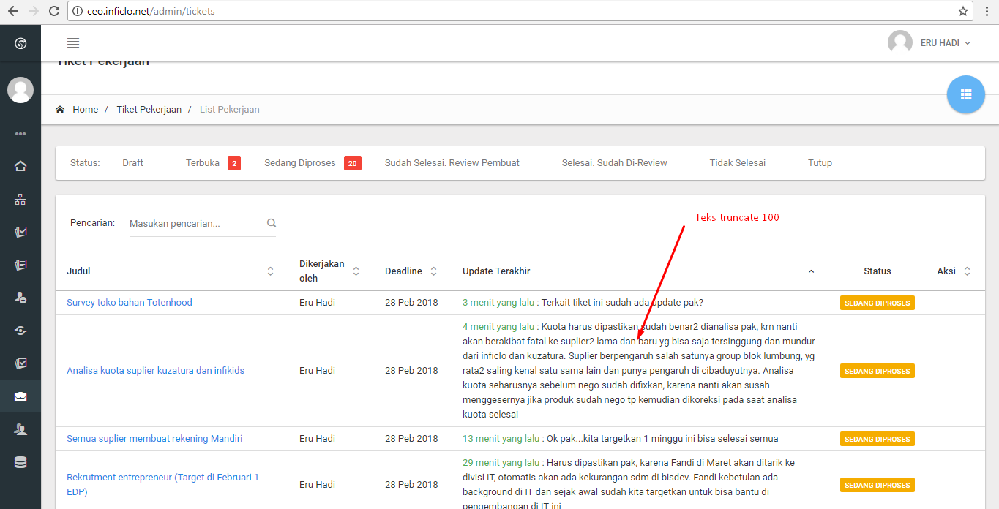 ceo.inficlo.net/admin/tickets
ERU HADI
Tiket Pekerjaan
Home / Tiket Pekerjaan / List Pekerjaan
Status: Draft Terbuka 2 Sedang Diproses 20 Sudah Selesai. Review Pembuat Selesai. Sudah Di-Review Tidak Selesai Tutup
Teks truncate 100
Pencarian: Masukan pencarian...
Judul Dikerjakan oleh Deadline Update Terakhir Status Aksi
Survey toko bahan Totenhood Eru Hadi 28 Peb 2018 3 menit yang lalu : Terkait tiket ini sudah ada update pak? SEDANG DIPROSES
4 menit yang lalu : Kuota harus dipastikan sudah benar2 dianalisa pak, krn nanti
akan berakibat fatal ke suplier2 lama dan baru yg bisa saja tersinggung dan mundur
dari inficlo dan kuzatura. Suplier berpengaruh salah satunya group blok lumbung, yg
Analisa kuota suplier kuzatura dan infikids Eru Hadi 28 Peb 2018 rata2 saling kenal satu sama lain dan punya pengaruh di cibaduyutnya. Analisa SEDANG DIPROSES
kuota seharusnya sebelum nego sudah difixkan, karena nanti akan susah
menggesernya jika produk sudah nego tp kemudian dikoreksi pada saat analisa
kuota selesai
Semua suplier membuat rekening Mandiri Eru Hadi 28 Peb 2018 13 menit yang lalu : Ok pak...kita targetkan 1 minggu ini bisa selesai semua SEDANG DIPROSES
29 menit yang lalu : Harus dipastikan pak, karena Fandi di Maret akan ditarik ke
Rekrutment entrepreneur (Target di Februari 1
EDP) Eru Hadi 28 Peb 2018 divisi IT, otomatis akan ada kekurangan sdm di bisdev. Fandi kebetulan ada SEDANG DIPROSES
background di IT dan sejak awal sudah kita targetkan untuk bisa bantu di
pengembangan di IT ini